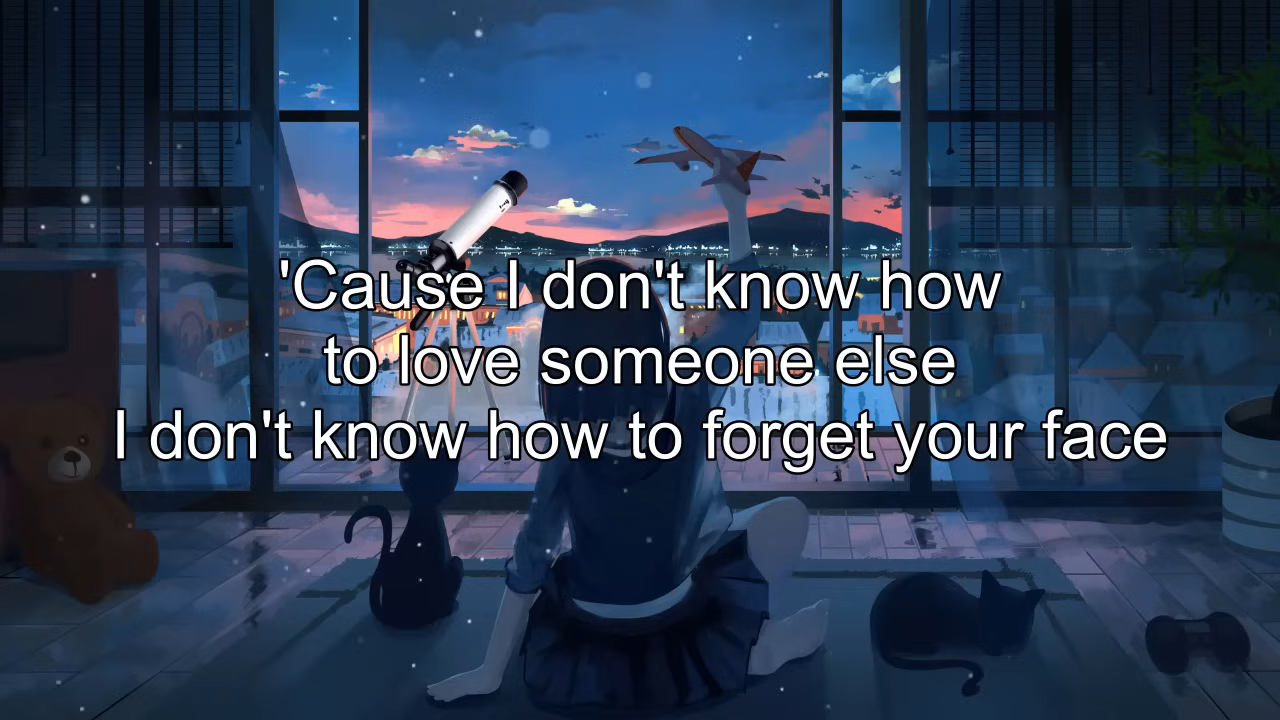 'Cause I don't know how
to love someone else
I don't know how to forget your face